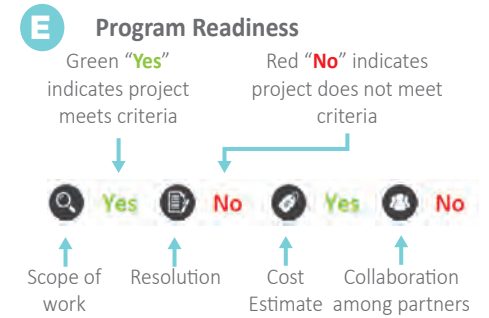 E Program Readiness
Green “Yes”
indicates project
meets criteria
Red “No” indicates
project does not meet
criteria
Yes No Yes No
Scope of
work
Resolution
Cost
Estimate
Collaboration
among partners